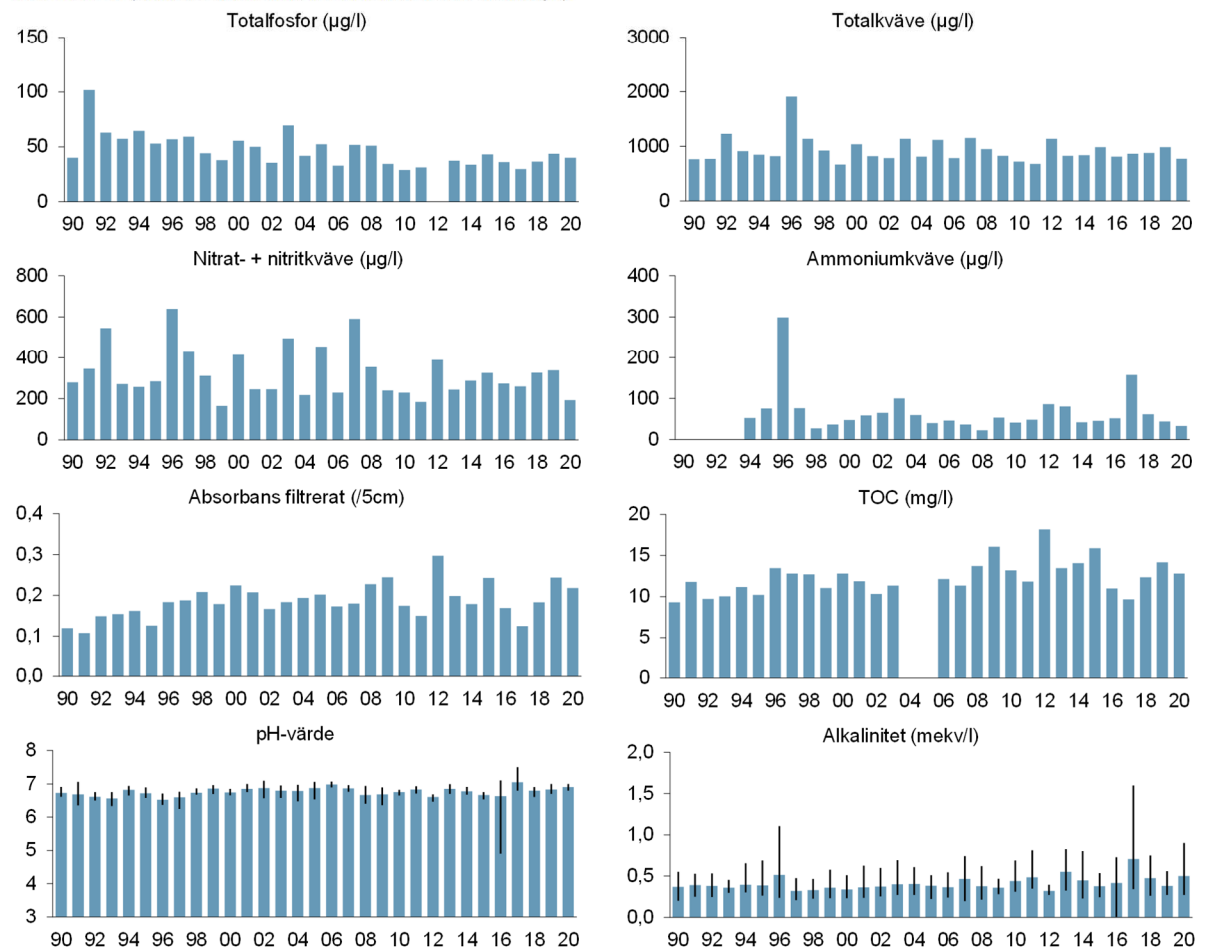 Totalfosfor (µg/l)
150
100
50
0
90 92 94 96 98 00 02 04 06 08 10 12 14 16 18 20
Totalkväve (µg/l)
3000
2000
1000
0
90 92 94 96 98 00 02 04 06 08 10 12 14 16 18 20
Nitrat- + nitritkväve (µg/l)
800
600
400
200
0
90 92 94 96 98 00 02 04 06 08 10 12 14 16 18 20
Ammoniumkväve (µg/l)
400
300
200
100
0
90 92 94 96 98 00 02 04 06 08 10 12 14 16 18 20
Absorbans filtrerat (/5cm)
0,4
0,3
0,2
0,1
0,0
90 92 94 96 98 00 02 04 06 08 10 12 14 16 18 20
TOC (mg/l)
20
15
10
5
0
90 92 94 96 98 00 02 04 06 08 10 12 14 16 18 20
pH-värde
8
7
6
5
4
3
90 92 94 96 98 00 02 04 06 08 10 12 14 16 18 20
Alkalinitet (mekv/l)
2,0
1,5
1,0
0,5
0,0
90 92 94 96 98 00 02 04 06 08 10 12 14 16 18 20